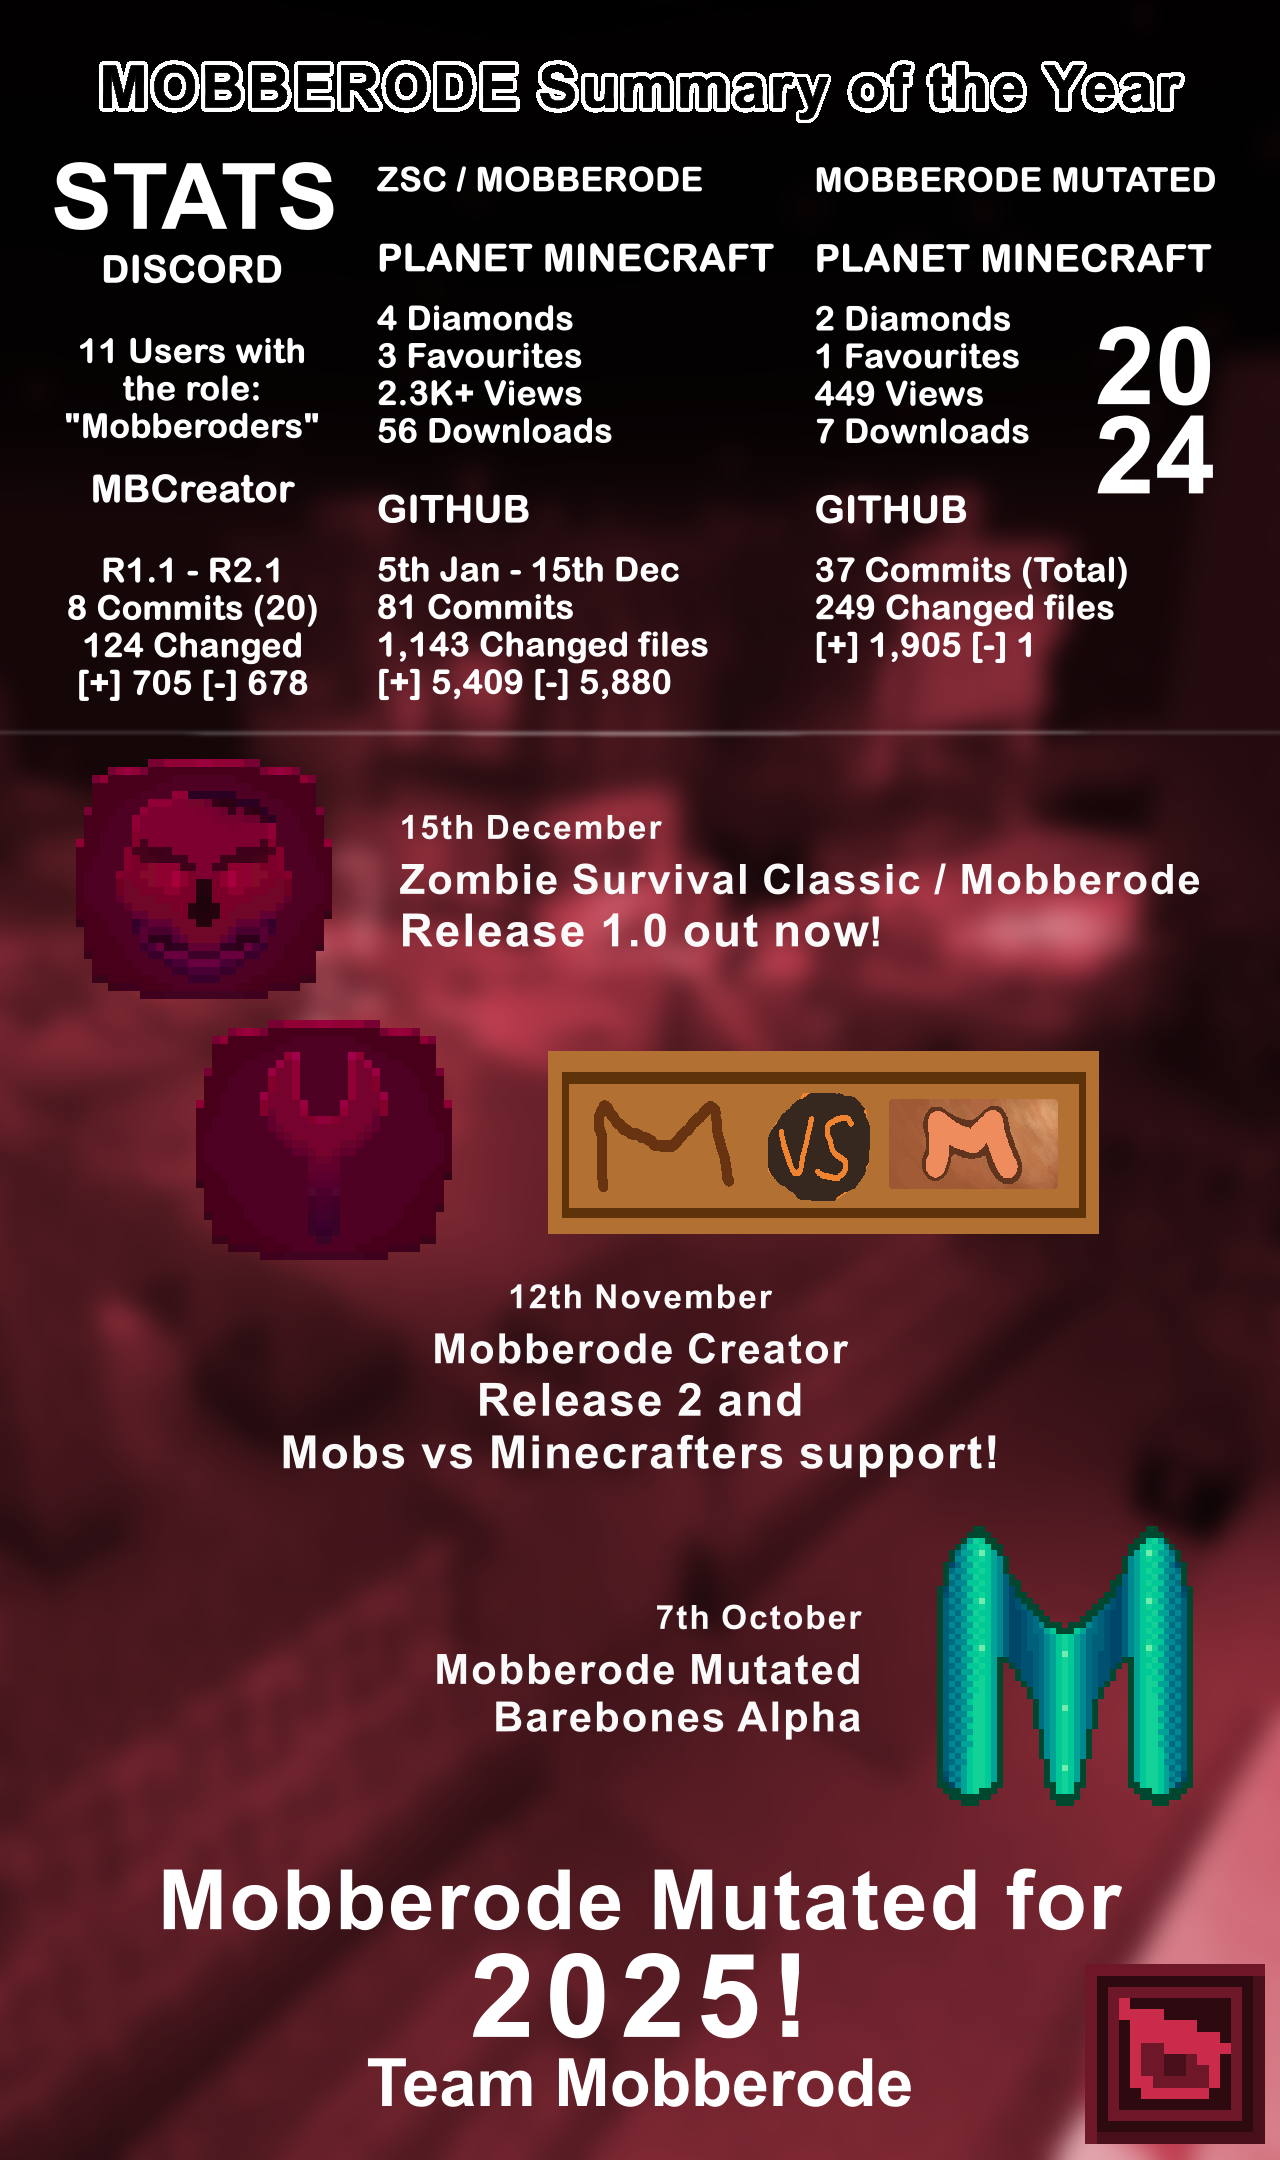 MOBBERODE Summary of the Year
STATS
DISCORD
11 Users with
the role:
"Mobberoders"
MBCreator
R1.1 - R2.1
8 Commits (20)
124 Changed
[+] 705 [-] 678
ZSC / MOBBERODE
PLANET MINECRAFT
4 Diamonds
3 Favourites
2.3K+ Views
56 Downloads
GITHUB
5th Jan - 15th Dec
81 Commits
1,143 Changed files
[+] 5,409 [-] 5,880
MOBBERODE MUTATED
PLANET MINECRAFT
2 Diamonds
1 Favourites
449 Views
7 Downloads
20
24
GITHUB
37 Commits (Total)
249 Changed files
[+] 1,905 [-] 1
15th December
Zombie Survival Classic / Mobberode
Release 1.0 out now!
M VS M
12th November
Mobberode Creator
Release 2 and
Mobs vs Minecrafters support!
7th October
Mobberode Mutated
Barebones Alpha
M
Mobberode Mutated for
2025!
Team Mobberode